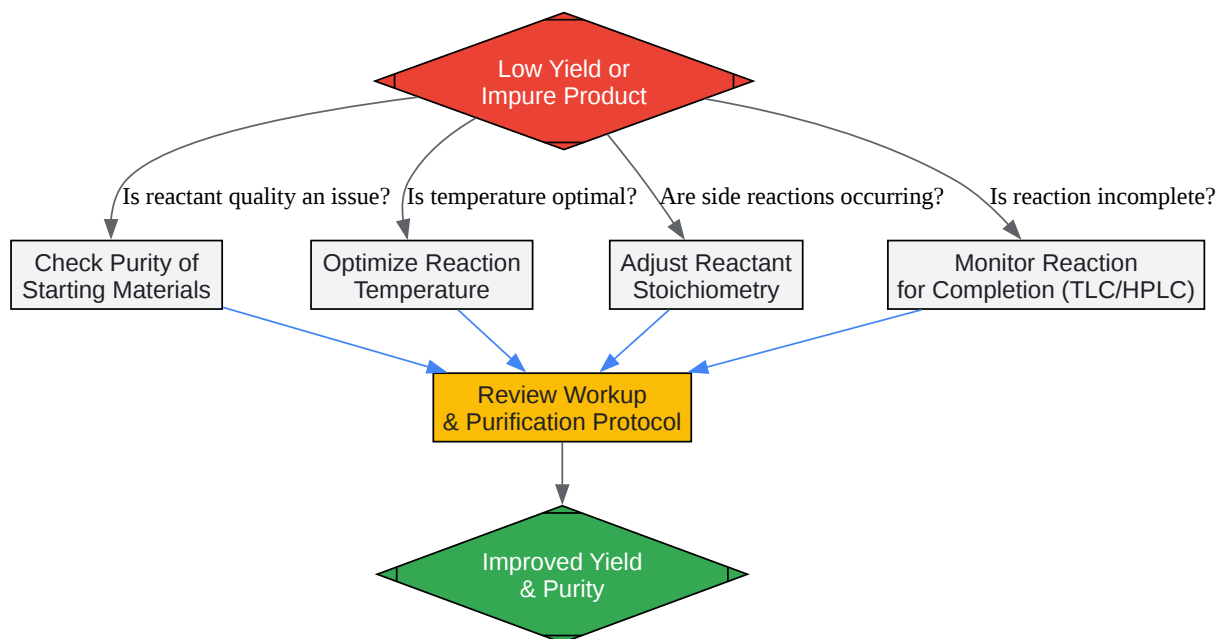 Low Yield or
Impure Product
Is reactant quality an issue?
Is temperature optimal?
Are side reactions occurring?
Is reaction incomplete?
Check Purity of
Starting Materials
Optimize Reaction
Temperature
Adjust Reactant
Stoichiometry
Monitor Reaction
for Completion (TLC/HPLC)
Review Workup
& Purification Protocol
Improved Yield
& Purity